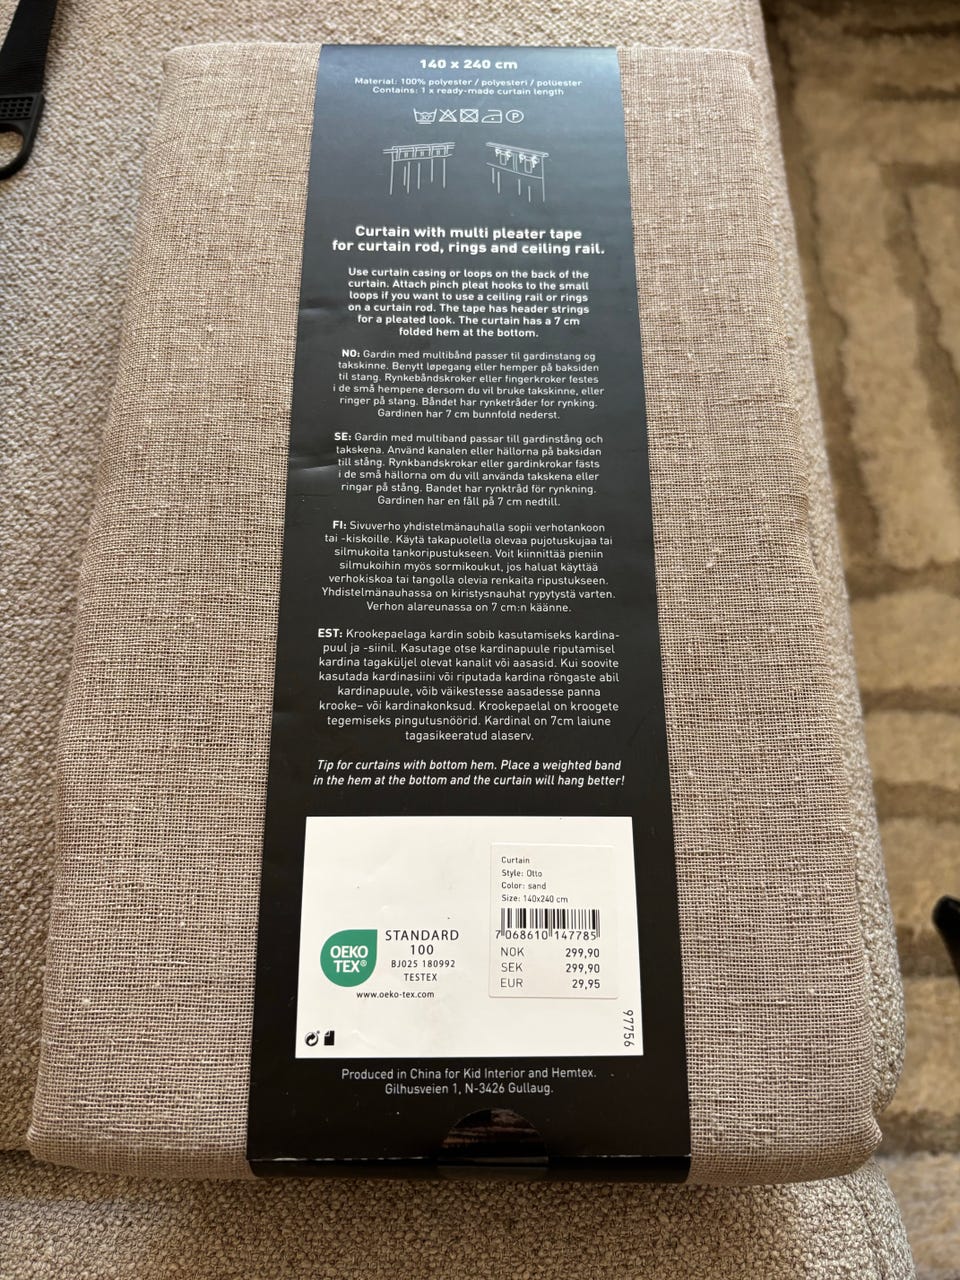 140 x 240 cm
Material: 100% polyester / polyesteri / polüester
Contains: 1 x ready-made curtain length
P
Curtain with multi pleater tape
for curtain rod, rings and ceiling rail.
Use curtain casing or loops on the back of the
curtain. Attach pinch pleat hooks to the small
loops if you want to use a ceiling rail or rings
on a curtain rod. The tape has header strings
for a pleated look. The curtain has a 7 cm
folded hem at the bottom.
NO: Gardin med multibånd passer til gardinstang og
takskinne. Benytt løpegang eller hemper på baksiden
til stang. Rynkebåndskroker eller fingerkroker festes
i de små hempene dersom du vil bruke takskinne, eller
ringer på stang. Båndet har rynketråder for rynking.
Gardinen har 7 cm bunnfold nederst.
SE: Gardin med multiband passar till gardinstång och
takskena. Använd kanalen eller hällorna på baksidan
till stång. Rynkbandskrokar eller gardinkrokar fästs
i de små hällorna om du vill använda takskena eller
ringar på stång. Bandet har rynktråd för rynkning.
Gardinen har en fåll på 7 cm nedtill.
FI: Sivuverho yhdistelmänauhalla sopii verhotankoon
tai -kiskoille. Käytä takapuolella olevaa pujotuskujaa tai
silmukoita tankoripustukseen. Voit kiinnittää pieniin
silmukoihin myös sormikoukut, jos haluat käyttää
verhokiskoa tai tangolla olevia renkaita ripustukseen.
Yhdistelmänauhassa on kiristysnauhat rypytystä varten.
Verhon alareunassa on 7 cm:n käänne.
EST: Krookepaelaga kardin sobib kasutamiseks kardina-
puul ja -siinil. Kasutage otse kardinapuule riputamisel
kardina tagaküljel olevat kanalit või aasasid. Kui soovite
kasutada kardinasiini või riputada kardina rõngaste abil
kardinapuule, võib väikestesse aasadesse panna
krooke– või kardinakonksud. Krookepaelal on kroogete
tegemiseks pingutusnöörid. Kardinal on 7cm laiune
tagasikeeratud alaserv.
Tip for curtains with bottom hem. Place a weighted band
in the hem at the bottom and the curtain will hang better!
Curtain
Style: Otto
Color: sand
Size: 140x240 cm
7 068610 147785
NOK 299,90
SEK 299,90
EUR 29,95
OEKO
TEX®
STANDARD
100
BJ025 180992
TESTEX
www.oeko-tex.com
97756
Produced in China for Kid Interior and Hemtex.
Gilhusveien 1, N-3426 Gullaug.